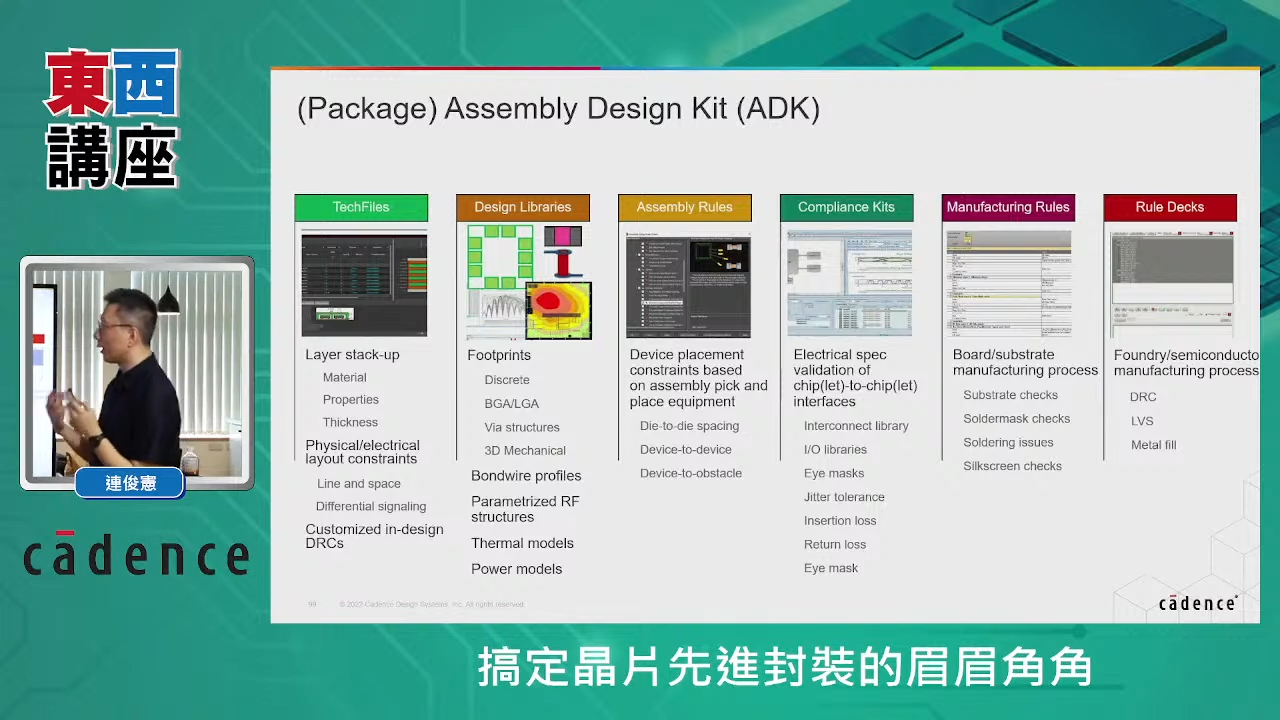 東西
講座
(Package) Assembly Design Kit (ADK)
TechFiles
Layer stack-up
Material
Properties
Thickness
Physical/electrical
layout constraints
Line and space
Differential signaling
Customized in-design
DRCs
Design Libraries
Footprints
Discrete
BGA/LGA
Via structures
3D Mechanical
Bondwire profiles
Parametrized RF
structures
Thermal models
Power models
Assembly Rules
Device placement
constraints based
on assembly pick and
place equipment
Die-to-die spacing
Device-to-device
Device-to-obstacle
Compliance Kits
Electrical spec
validation of
chip(let)-to-chip(let)
interfaces
Interconnect library
I/O libraries
Eye masks
Jitter tolerance
Insertion loss
Return loss
Eye mask
Manufacturing Rules
Board/substrate
manufacturing process
Substrate checks
Soldermask checks
Soldering issues
Silkscreen checks
Rule Decks
Foundry/semiconducto
manufacturing process
DRC
LVS
Metal fill
99 © 2022 Cadence Design Systems, Inc. All rights reserved.
cādence®
連俊憲
cādence
搞定晶片先進封裝的眉眉角角